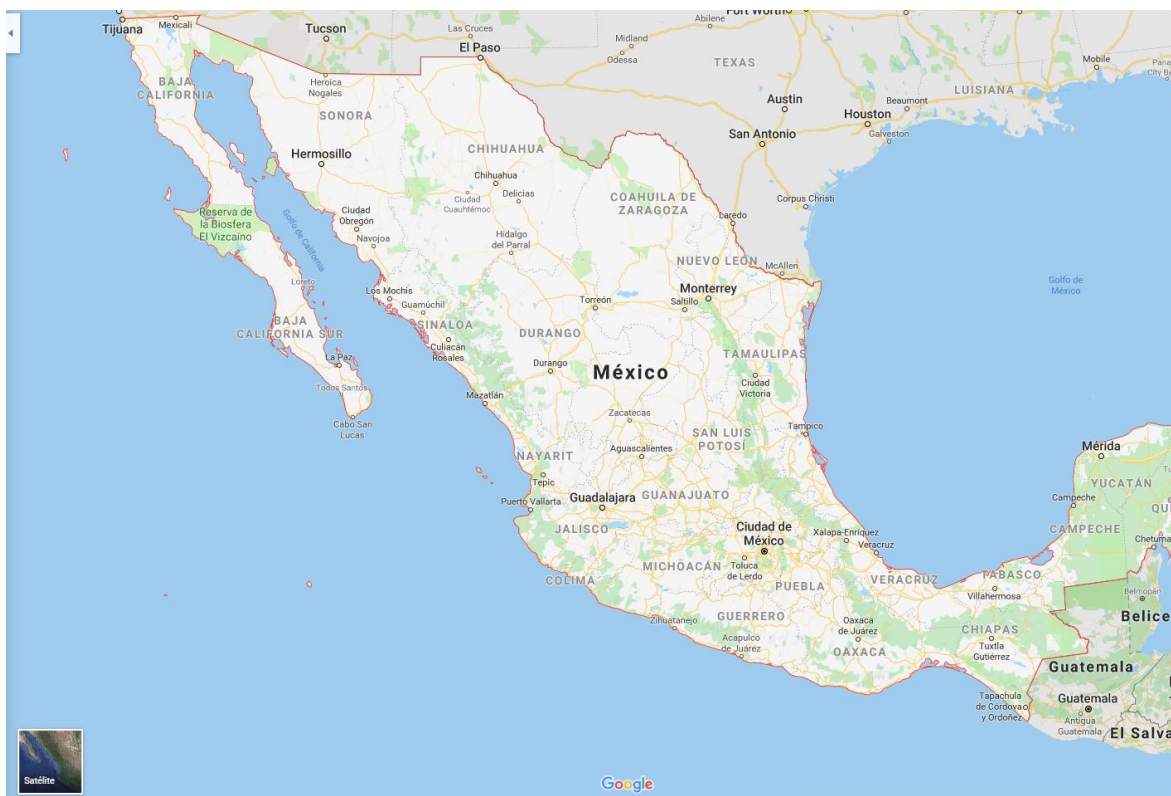 Tijuana
Mexicali
Tucson
Las Cruces
El Paso
Abilene
Fort Worth
Midland
Odessa
TEXAS
Mobile
LUISIANA
BAJA
CALIFORNIA
Heroica
Nogales
SONORA
Austin
Houston
Beaumont
San Antonio
Galveston
Hermosillo
CHIHUAHUA
Chihuahua
Ciudad
Cuauhtémoc
Delicias
COAHUILA DE
ZARAGOZA
Corpus Christi
Laredo
Reserva de
la Biosfera
El Vizcaíno
Golfo de California
Ciudad
Obregón
Navojoa
Hidalgo
del Parral
NUEVO LEÓN
McAllen
Golfo de
México
Loreto
Los Mochis
Guamúchil
Torreón
Saltillo
Monterrey
BAJA
CALIFORNIA SUR
SINALOA
Culiacán
Rosales
DURANGO
Durango
La Paz
TAMAULIPAS
México
Ciudad
Victoria
Todos Santos
Mazatlán
Cabo San
Lucas
Zacatecas
SAN LUIS
POTOSÍ
Tampico
Aguascalientes
NAYARIT
Tepic
Mérida
YUCATÁN
Puerto Vallarta
Guadalajara
GUANAJUATO
Campeche
CAMPECHE
JALISCO
Ciudad de
México
Xalapa-Enríquez
Veracruz
Chetuma
COLIMA
MICHOACÁN
Toluca
de Lerdo
PUEBLA
VERACRUZ
TABASCO
Villahermosa
Belmopán
Belice
Zihuatanejo
GUERRERO
Acapulco
de Juárez
Oaxaca
de Juárez
OAXACA
CHIAPAS
Tuxtla
Gutiérrez
Guatemala
Tapachula
de Córdova
y Ordoñez
Guatemala
Antigua
Guatemala
El Salva
Satélite
Google